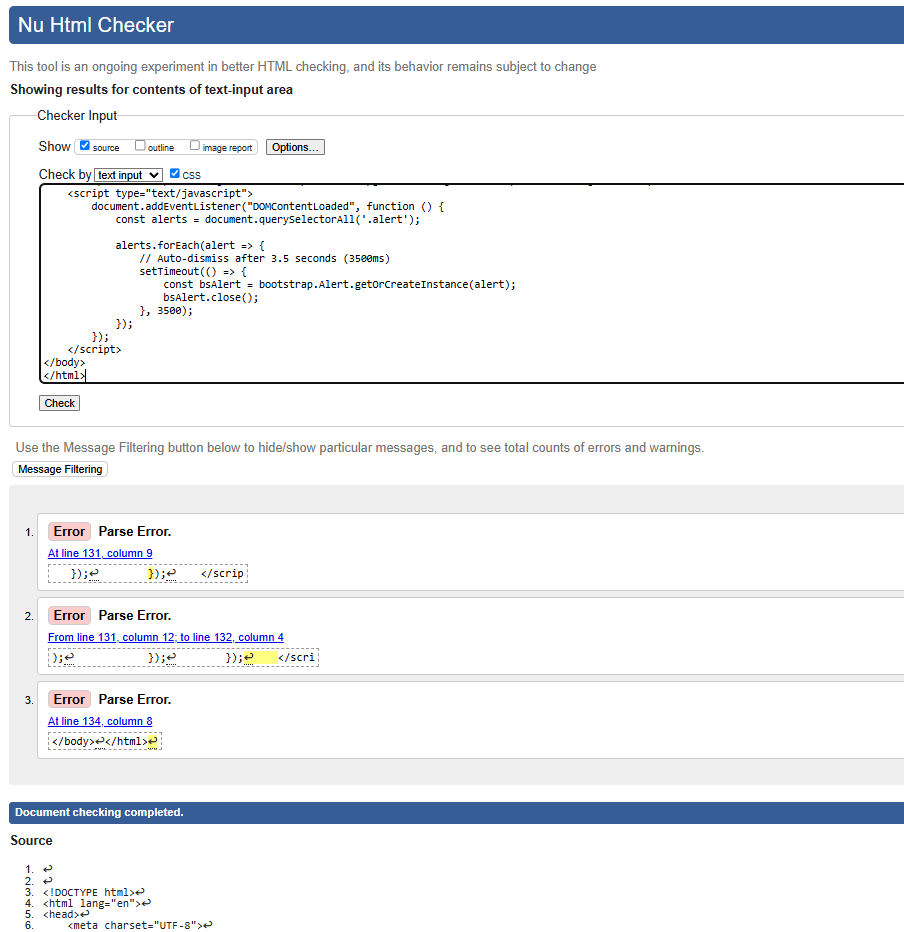 Nu Html Checker
This tool is an ongoing experiment in better HTML checking, and its behavior remains subject to change
Showing results for contents of text-input area
Checker Input
Show source outline image report Options...
Check by text input css
<script type="text/javascript">
document.addEventListener("DOMContentLoaded", function () {
const alerts = document.querySelectorAll('.alert');
alerts.forEach(alert => {
// Auto-dismiss after 3.5 seconds (3500ms)
setTimeout(() => {
const bsAlert = bootstrap.Alert.getOrCreateInstance(alert);
bsAlert.close();
}, 3500);
});
});
</script>
</body>
</html>
Check
Use the Message Filtering button below to hide/show particular messages, and to see total counts of errors and warnings.
Message Filtering
1. Error Parse Error.
At line 131, column 9
});↩ });↩ </scrip
2. Error Parse Error.
From line 131, column 12; to line 132, column 4
);↩ });↩ });↩ </scri
3. Error Parse Error.
At line 134, column 8
</body>↩</html>↩
Document checking completed.
Source
1. ↩
2. ↩
3. <!DOCTYPE html>↩
4. <html lang="en">↩
5. <head>↩
6. <meta charset="UTF-8">↩